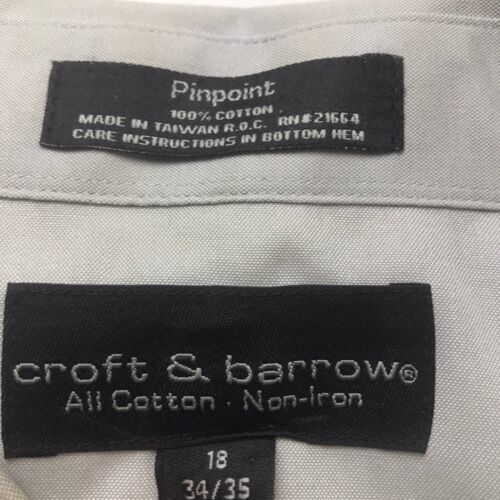 Pinpoint
100% COTTON
MADE IN TAIWAN R.O.C. RN#21664
CARE INSTRUCTIONS IN BOTTOM HEM
croft & barrow®
All Cotton · Non-Iron
18
34/35